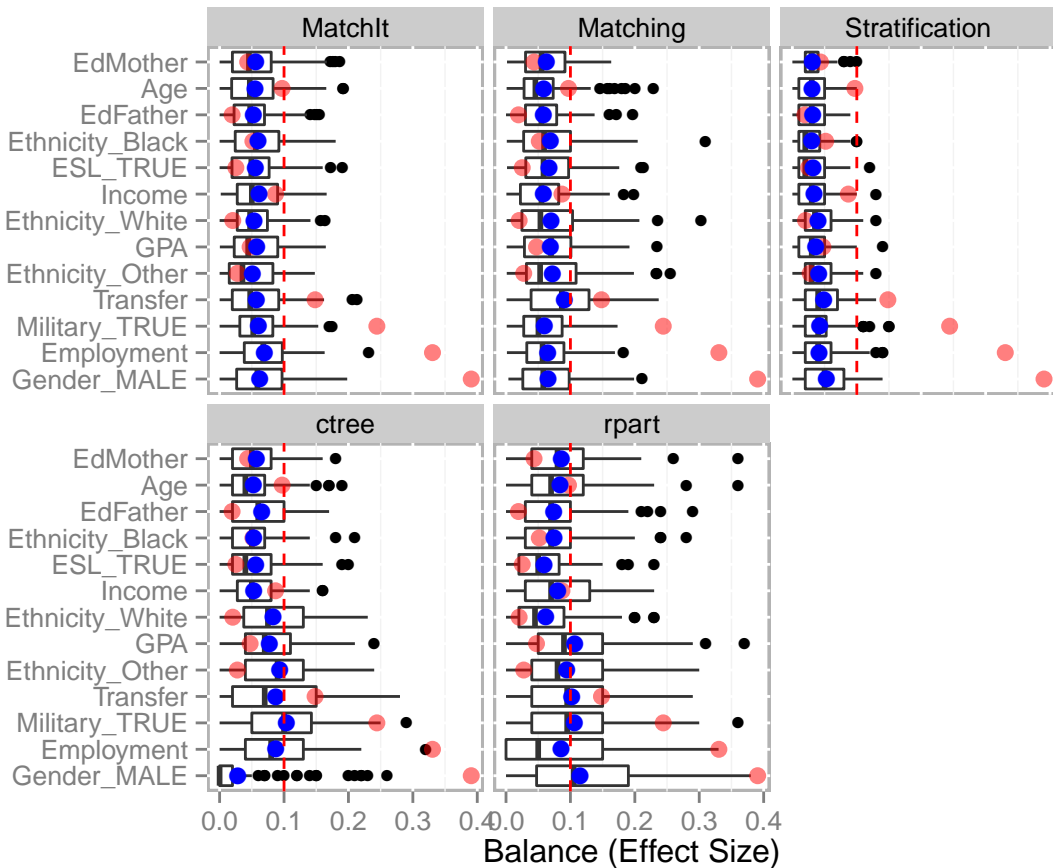 MatchIt
Matching
Stratification
EdMother
Age
EdFather
Ethnicity_Black
ESL_TRUE
Income
Ethnicity_White
GPA
Ethnicity_Other
Transfer
Military_TRUE
Employment
Gender_MALE
ctree
rpart
EdMother
Age
EdFather
Ethnicity_Black
ESL_TRUE
Income
Ethnicity_White
GPA
Ethnicity_Other
Transfer
Military_TRUE
Employment
Gender_MALE
0.0 0.1 0.2 0.3 0.4 0.0 0.1 0.2 0.3 0.4
Balance (Effect Size)